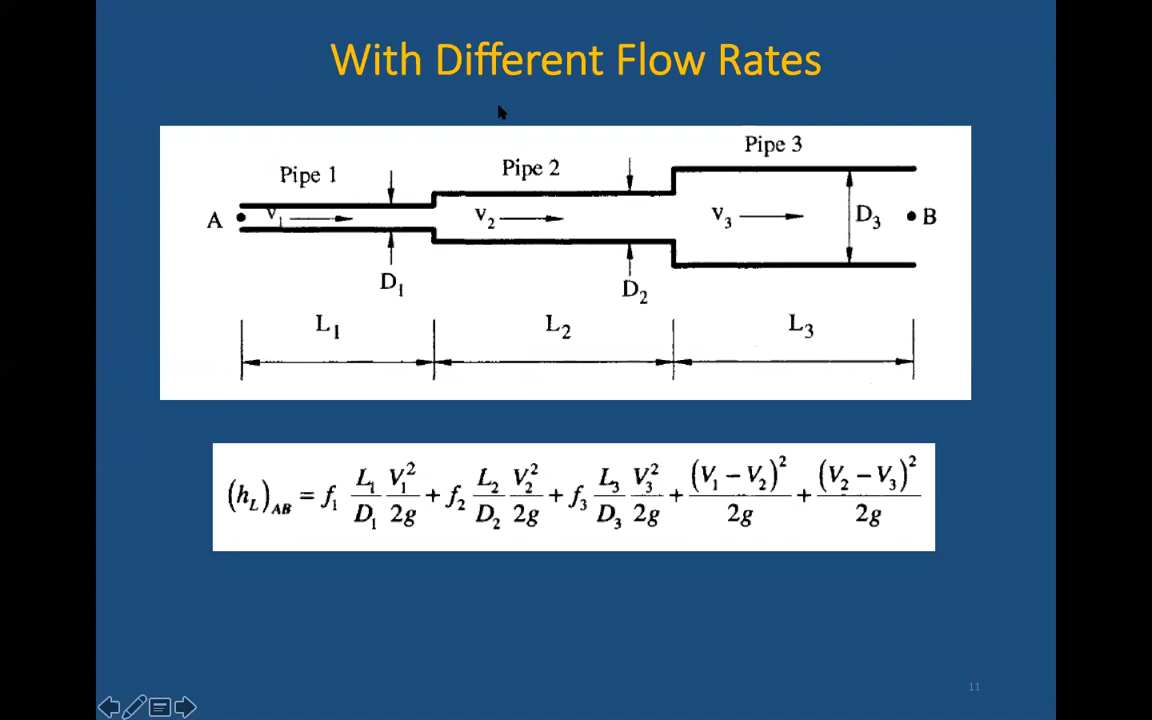 With Different Flow Rates
Pipe 1 Pipe 2 Pipe 3
A v₁ v₂ v₃ D₃ B
D₁ D₂
L₁ L₂ L₃
(h_L)_AB = f₁ L₁/D₁ V₁²/2g + f₂ L₂/D₂ V₂²/2g + f₃ L₃/D₃ V₃²/2g + (V₁ − V₂)²/2g + (V₂ − V₃)²/2g
11